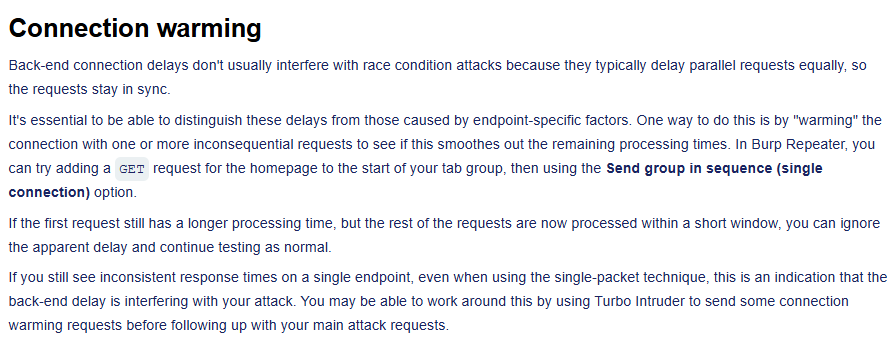 Connection warming
Back-end connection delays don't usually interfere with race condition attacks because they typically delay parallel requests equally, so
the requests stay in sync.
It's essential to be able to distinguish these delays from those caused by endpoint-specific factors. One way to do this is by "warming" the
connection with one or more inconsequential requests to see if this smoothes out the remaining processing times. In Burp Repeater, you
can try adding a GET request for the homepage to the start of your tab group, then using the Send group in sequence (single
connection) option.
If the first request still has a longer processing time, but the rest of the requests are now processed within a short window, you can ignore
the apparent delay and continue testing as normal.
If you still see inconsistent response times on a single endpoint, even when using the single-packet technique, this is an indication that the
back-end delay is interfering with your attack. You may be able to work around this by using Turbo Intruder to send some connection
warming requests before following up with your main attack requests.